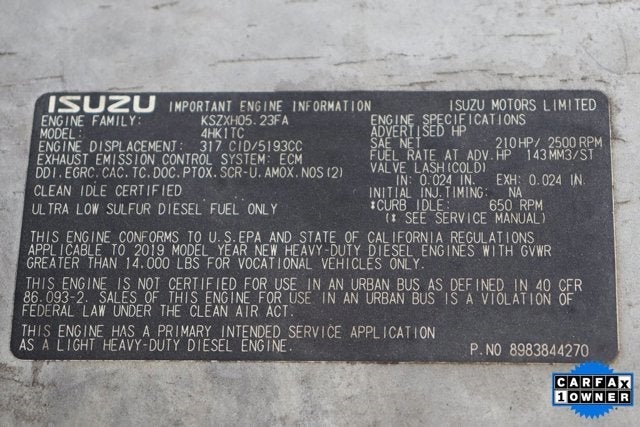 ISUZU IMPORTANT ENGINE INFORMATION ISUZU MOTORS LIMITED
ENGINE FAMILY: KSZXH05.23FA
MODEL: 4HK1TC
ENGINE DISPLACEMENT: 317 CID/5193CC
EXHAUST EMISSION CONTROL SYSTEM: ECM
DDI.EGRC.CAC.TC.DOC.PTOX.SCR-U.AMOX.NOS(2)
CLEAN IDLE CERTIFIED
ULTRA LOW SULFUR DIESEL FUEL ONLY
ENGINE SPECIFICATIONS
ADVERTISED HP
SAE NET 210HP/2500RPM
FUEL RATE AT ADV.HP 143MM3/ST
VALVE LASH(COLD)
IN: 0.024 IN. EXH: 0.024 IN.
INITIAL INJ.TIMING: NA
*CURB IDLE: 650 RPM
(* SEE SERVICE MANUAL)
THIS ENGINE CONFORMS TO U.S.EPA AND STATE OF CALIFORNIA REGULATIONS
APPLICABLE TO 2019 MODEL YEAR NEW HEAVY-DUTY DIESEL ENGINES WITH GVWR
GREATER THAN 14.000 LBS FOR VOCATIONAL VEHICLES ONLY.
THIS ENGINE IS NOT CERTIFIED FOR USE IN AN URBAN BUS AS DEFINED IN 40 CFR
86.093-2. SALES OF THIS ENGINE FOR USE IN AN URBAN BUS IS A VIOLATION OF
FEDERAL LAW UNDER THE CLEAN AIR ACT.
THIS ENGINE HAS A PRIMARY INTENDED SERVICE APPLICATION
AS A LIGHT HEAVY-DUTY DIESEL ENGINE. P.NO 8983844270
CARFAX
1 OWNER